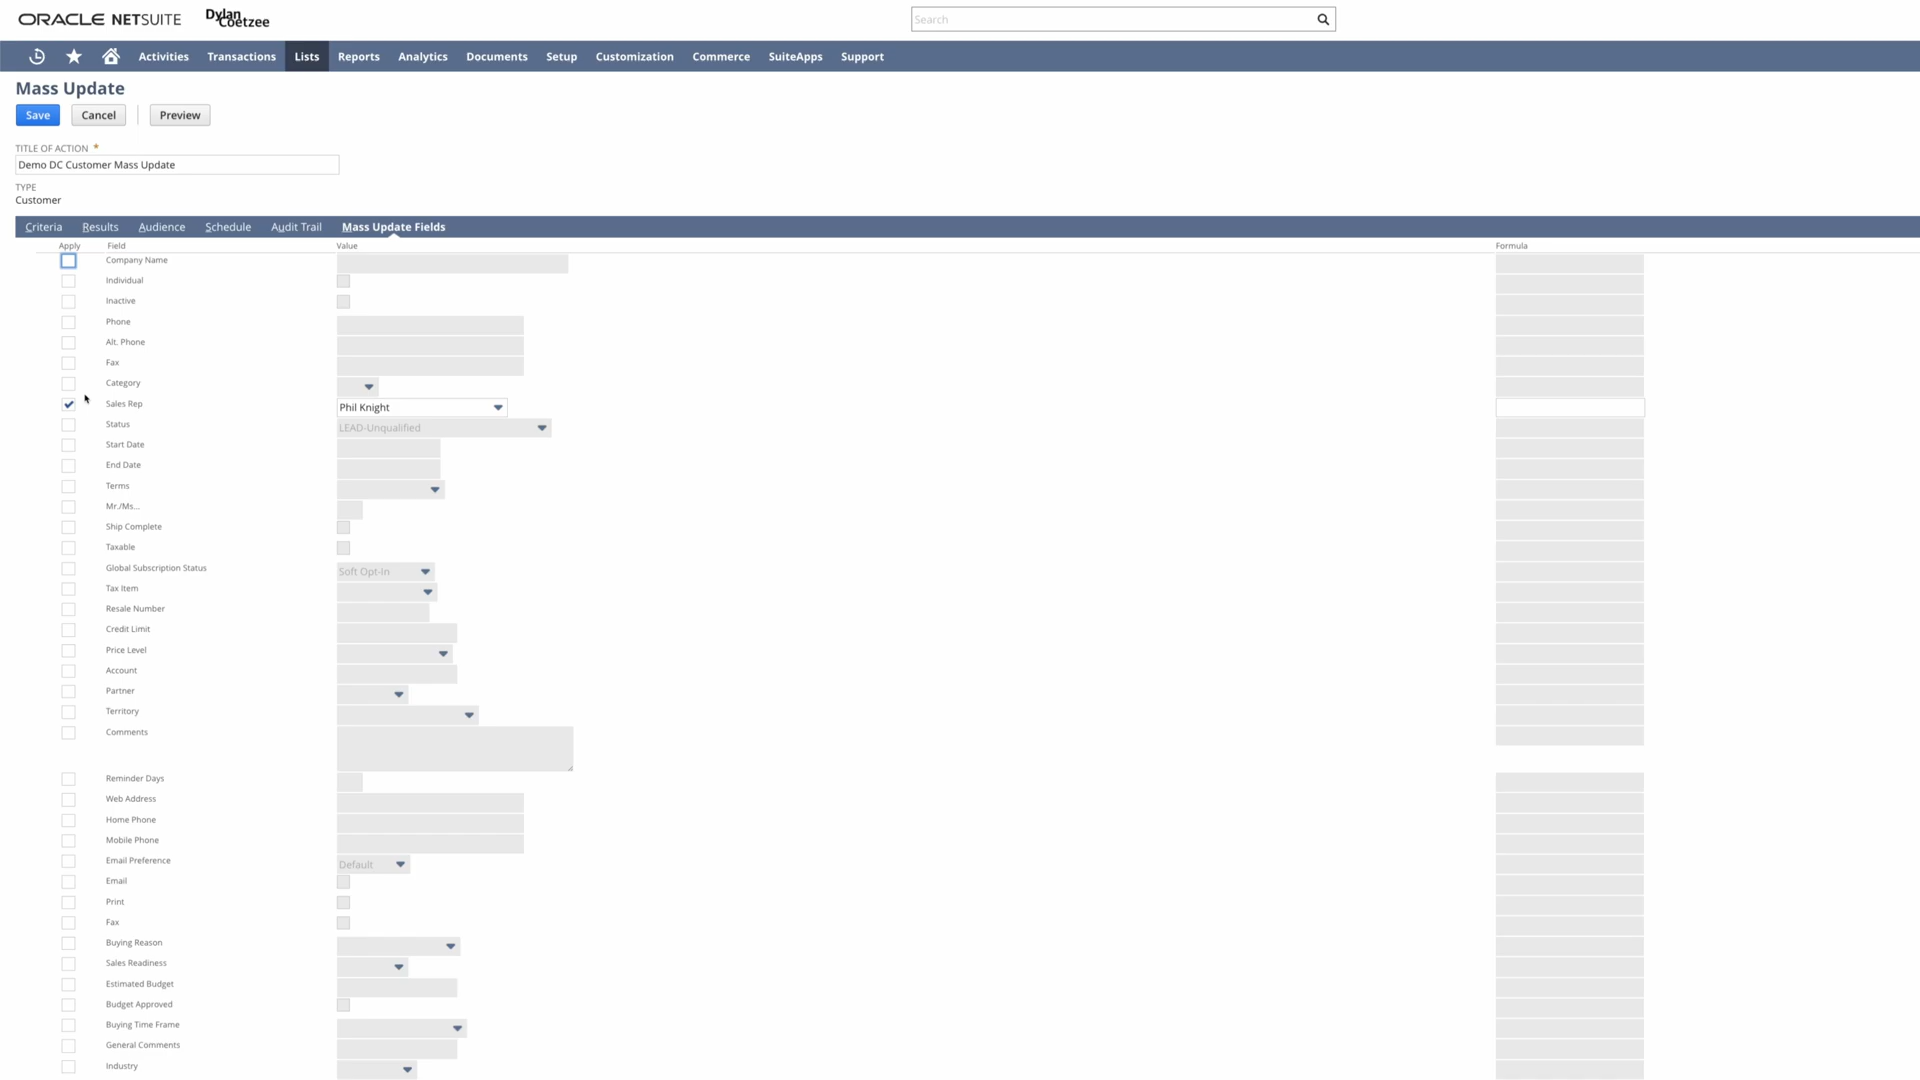 ORACLE NETSUITE
Dylan
Coetzee
Search
Activities Transactions Lists Reports Analytics Documents Setup Customization Commerce SuiteApps Support
Mass Update
Save Cancel Preview
TITLE OF ACTION *
Demo DC Customer Mass Update
TYPE
Customer
Criteria Results Audience Schedule Audit Trail Mass Update Fields
Apply Field Value Formula
Company Name
Individual
Inactive
Phone
Alt. Phone
Fax
Category
Sales Rep Phil Knight
Status LEAD-Unqualified
Start Date
End Date
Terms
Mr./Ms...
Ship Complete
Taxable
Global Subscription Status Soft Opt-In
Tax Item
Resale Number
Credit Limit
Price Level
Account
Partner
Territory
Comments
Reminder Days
Web Address
Home Phone
Mobile Phone
Email Preference Default
Email
Print
Fax
Buying Reason
Sales Readiness
Estimated Budget
Budget Approved
Buying Time Frame
General Comments
Industry